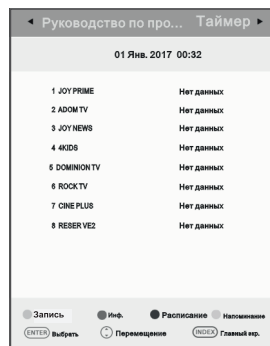 Руководство по про... Таймер
01 Янв. 2017 00:32
1 JOY PRIME Нет данных
2 ADOM TV Нет данных
3 JOY NEWS Нет данных
4 4KIDS Нет данных
5 DOMINION TV Нет данных
6 ROCK TV Нет данных
7 CINE PLUS Нет данных
8 RESERVE2 Нет данных
Запись Инф. Расписание Напоминание
ENTER Выбрать Перемещение INDEX Главный экр.